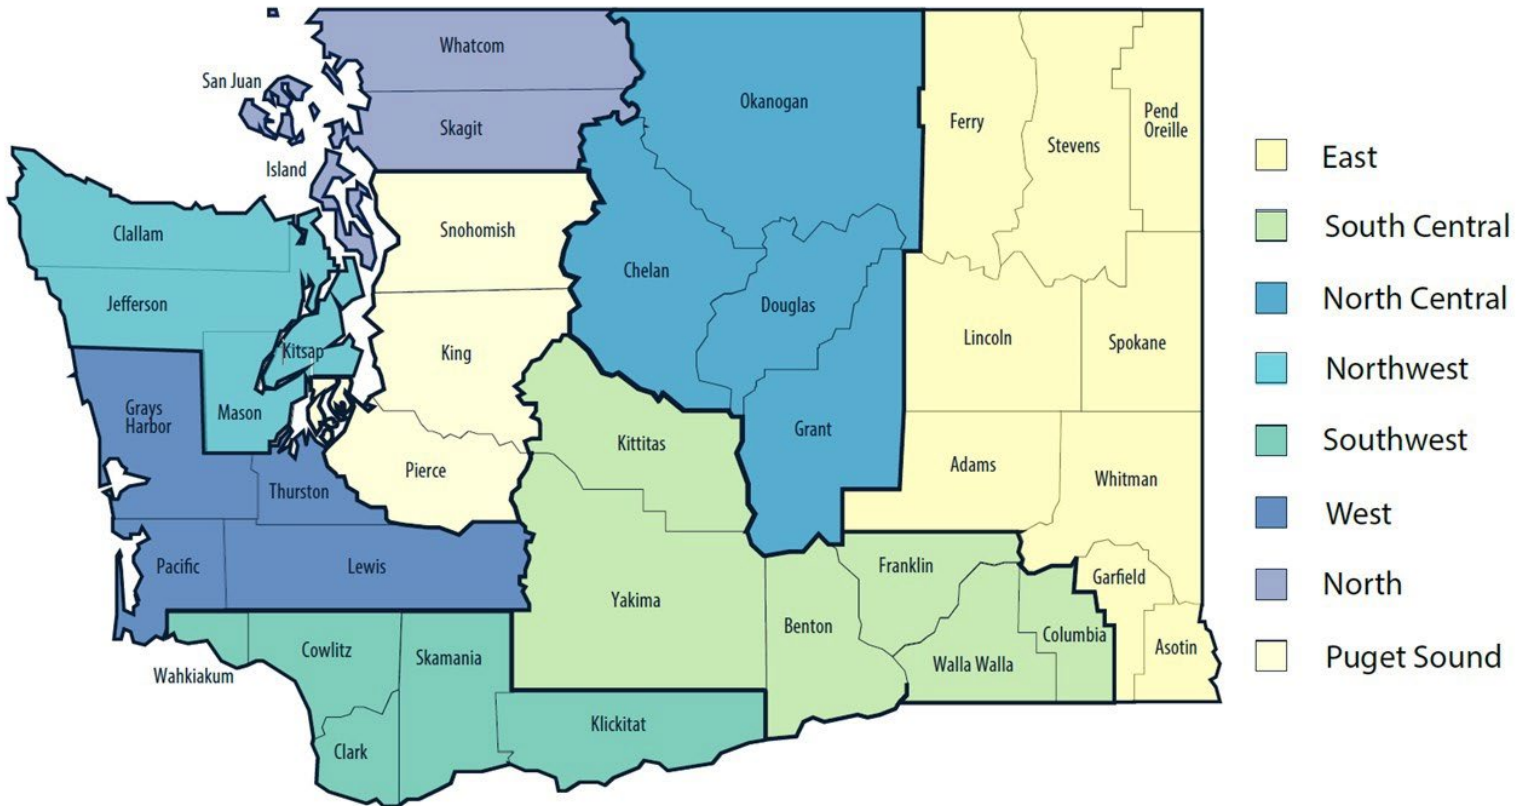 Whatcom
San Juan
Skagit
Island
Okanogan
Ferry
Stevens
Pend
Oreille
Clallam
Snohomish
Chelan
Jefferson
Douglas
Kitsap
King
Lincoln
Spokane
Grays
Harbor
Mason
Kittitas
Grant
Pierce
Thurston
Adams
Whitman
Pacific
Lewis
Yakima
Franklin
Garfield
Benton
Columbia
Walla Walla
Asotin
Wahkiakum
Cowlitz
Skamania
Klickitat
Clark
East
South Central
North Central
Northwest
Southwest
West
North
Puget Sound